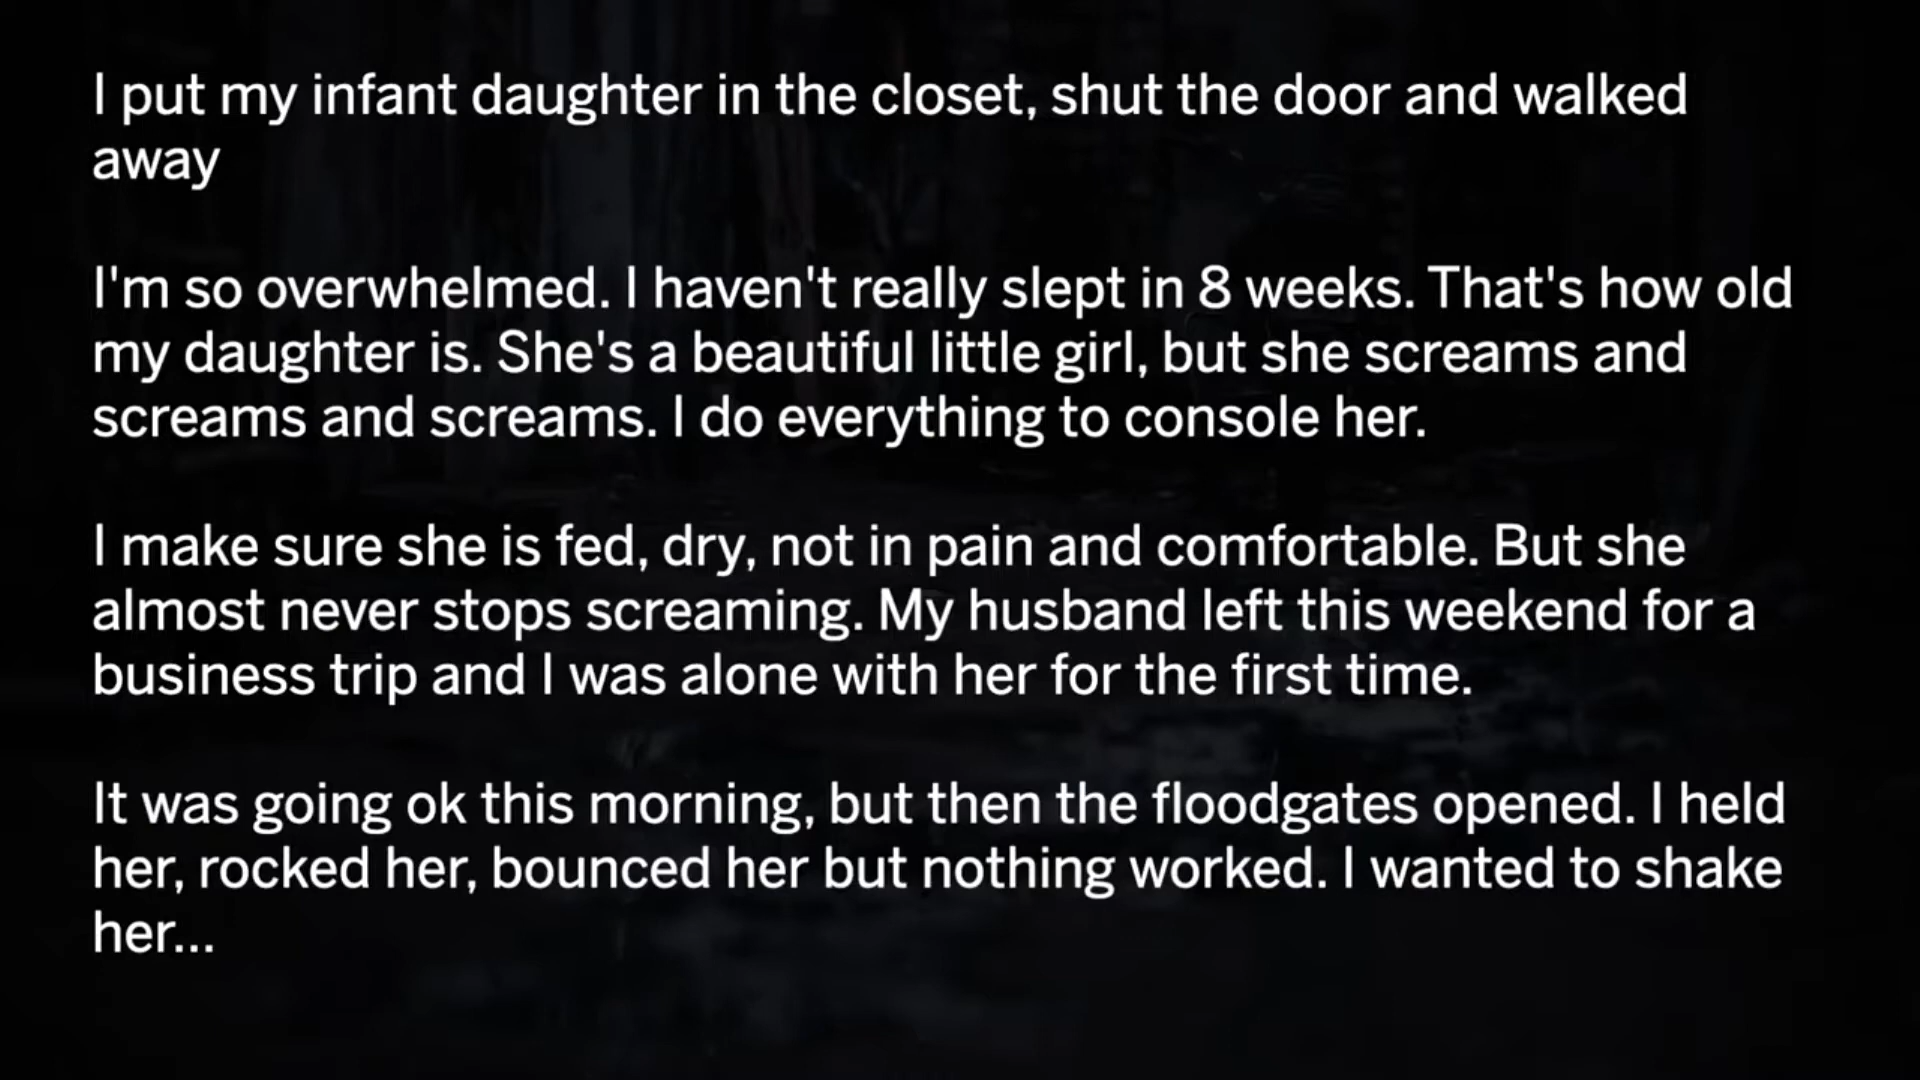 I put my infant daughter in the closet, shut the door and walked
away
I'm so overwhelmed. I haven't really slept in 8 weeks. That's how old
my daughter is. She's a beautiful little girl, but she screams and
screams and screams. I do everything to console her.
I make sure she is fed, dry, not in pain and comfortable. But she
almost never stops screaming. My husband left this weekend for a
business trip and I was alone with her for the first time.
It was going ok this morning, but then the floodgates opened. I held
her, rocked her, bounced her but nothing worked. I wanted to shake
her...